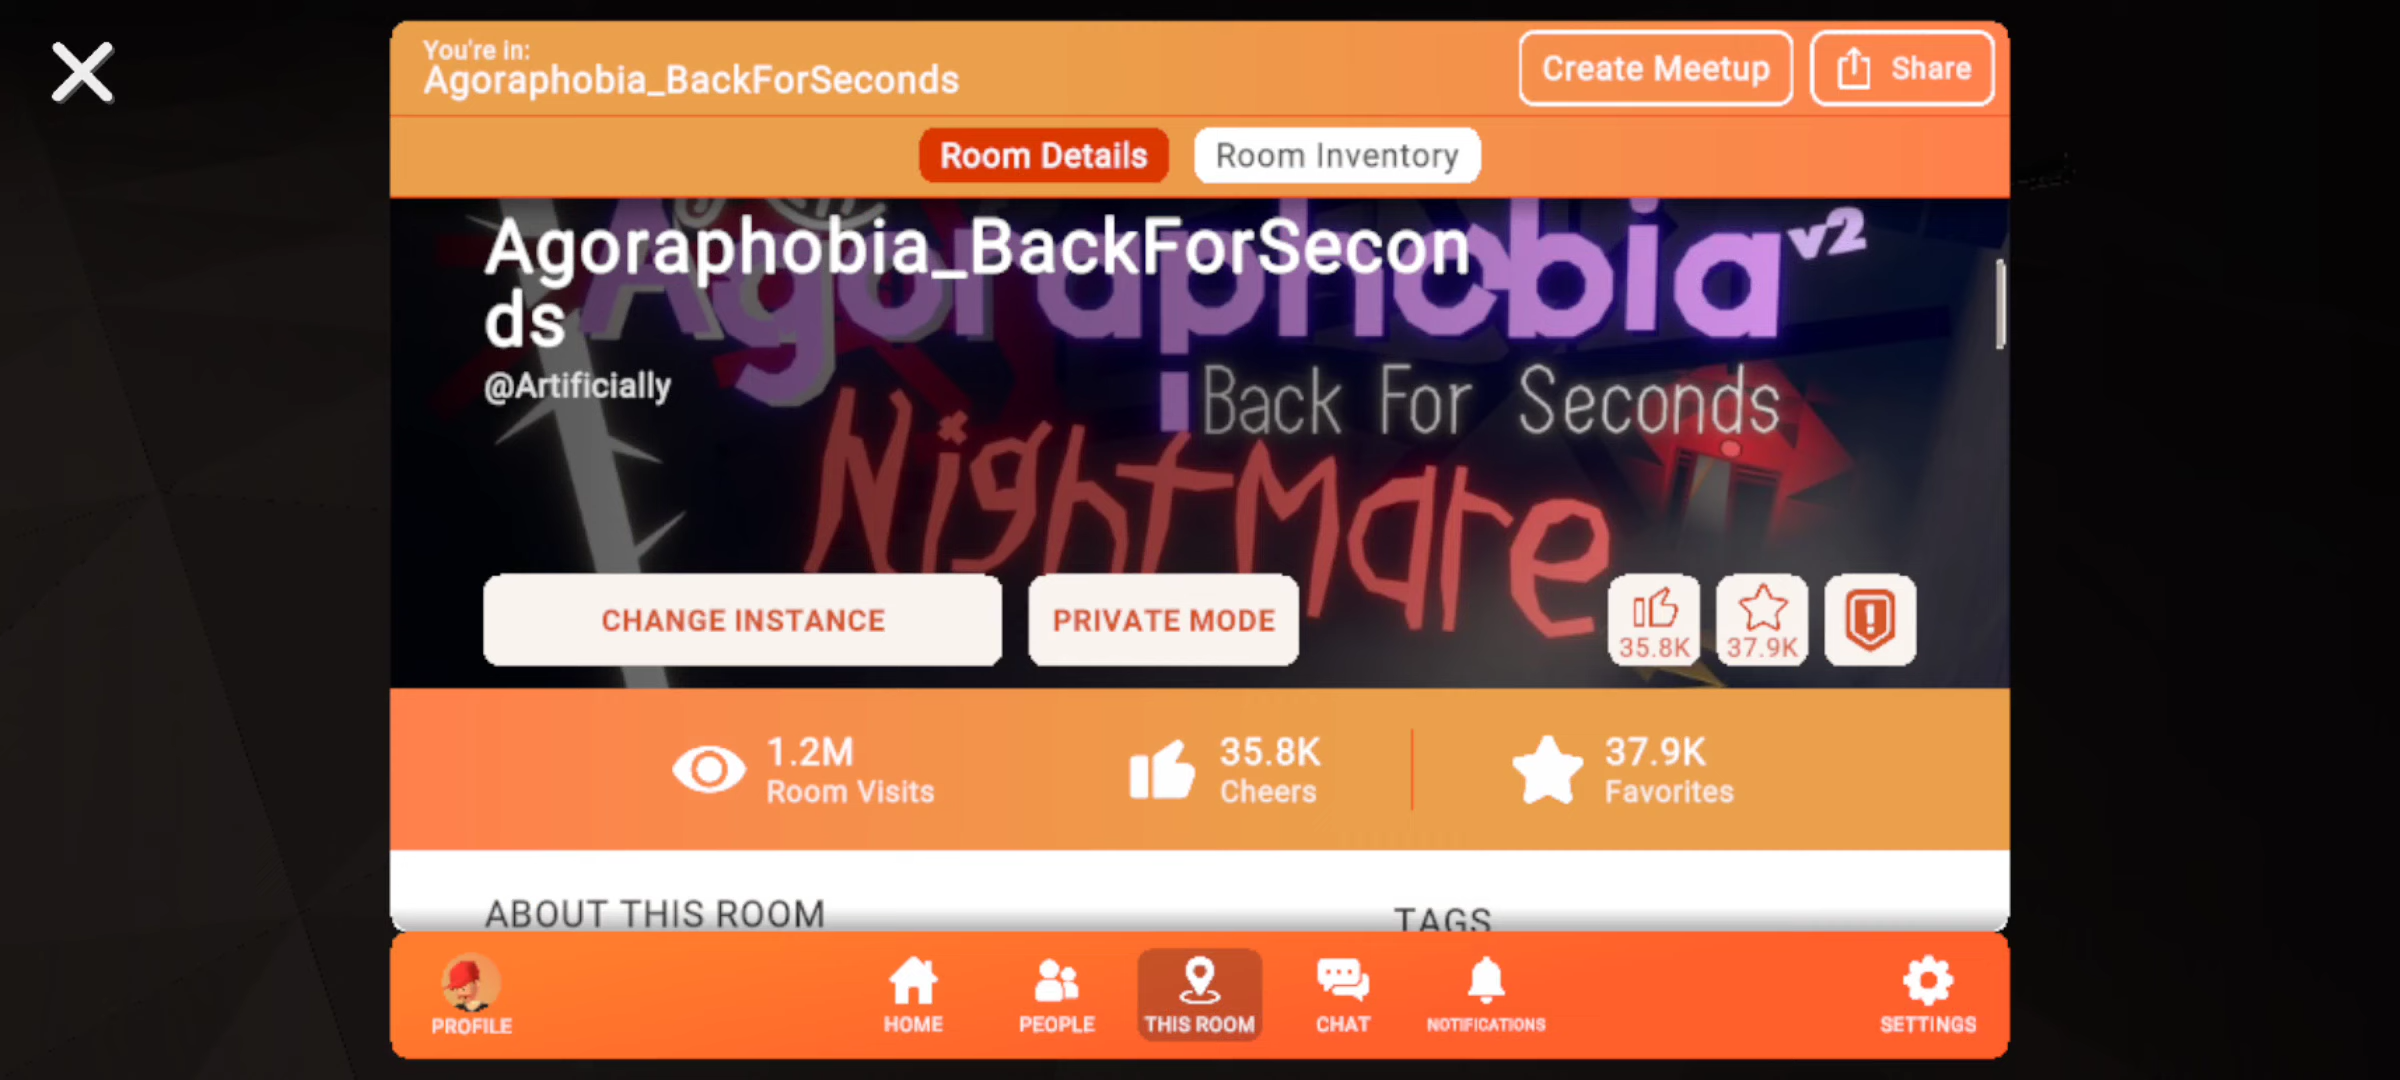 You're in:
Agoraphobia_BackForSeconds
Create Meetup
Share
Room Details
Room Inventory
Agoraphobia v2
Back For Seconds
Nightmare
Agoraphobia_BackForSecon
ds
@Artificially
CHANGE INSTANCE
PRIVATE MODE
35.8K
37.9K
1.2M
Room Visits
35.8K
Cheers
37.9K
Favorites
ABOUT THIS ROOM
TAGS
PROFILE
HOME
PEOPLE
THIS ROOM
CHAT
NOTIFICATIONS
SETTINGS